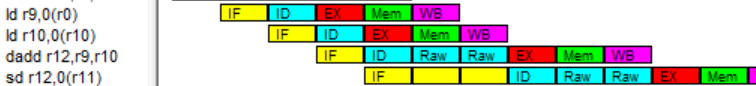 ld r9,0(r0) IF ID EX Mem WB
ld r10,0(r10) IF ID EX Mem WB
dadd r12,r9,r10 IF ID Raw Raw EX Mem WB
sd r12,0(r11) IF ID Raw Raw EX Mem